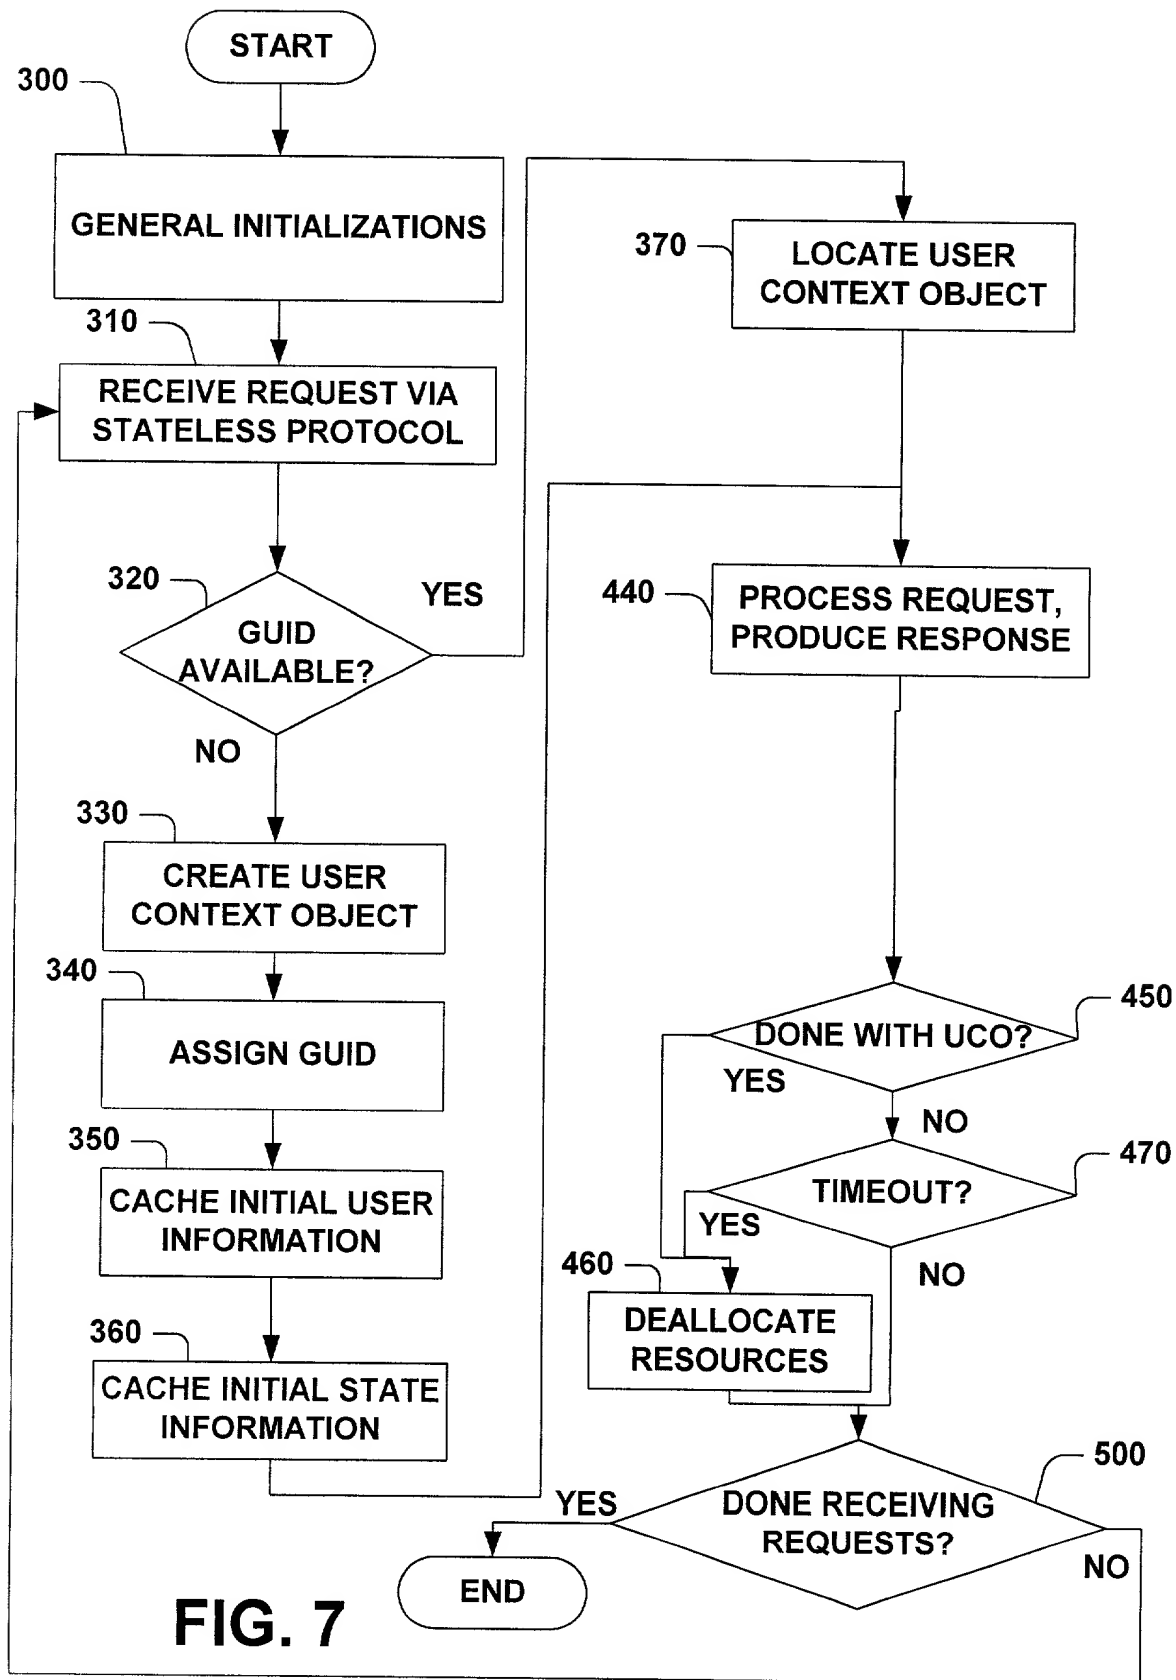 START
300
GENERAL INITIALIZATIONS
310
RECEIVE REQUEST VIA
STATELESS PROTOCOL
320
YES
GUID
AVAILABLE?
NO
330
CREATE USER
CONTEXT OBJECT
340
ASSIGN GUID
350
CACHE INITIAL USER
INFORMATION
360
CACHE INITIAL STATE
INFORMATION
370
LOCATE USER
CONTEXT OBJECT
440
PROCESS REQUEST,
PRODUCE RESPONSE
450
DONE WITH UCO?
YES
NO
470
TIMEOUT?
YES
NO
460
DEALLOCATE
RESOURCES
500
DONE RECEIVING
REQUESTS?
YES
NO
END
FIG. 7